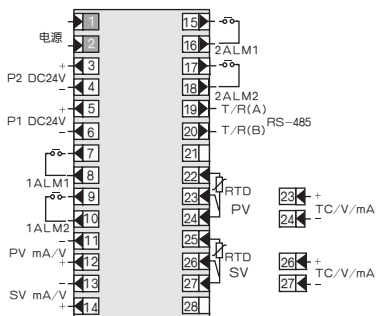 电源
1
2
P2 DC24V
+ 3
- 4
P1 DC24V
+ 5
- 6
7
8
1ALM1
9
10
1ALM2
PV mA/V
- 11
+ 12
SV mA/V
- 13
+ 14
15
16
2ALM1
17
18
2ALM2
19 T/R(A)
20 T/R(B)
RS-485
21
22
23
24
RTD
PV
23 +
24 -
TC/V/mA
25
26
27
RTD
SV
26 +
27 -
TC/V/mA
28